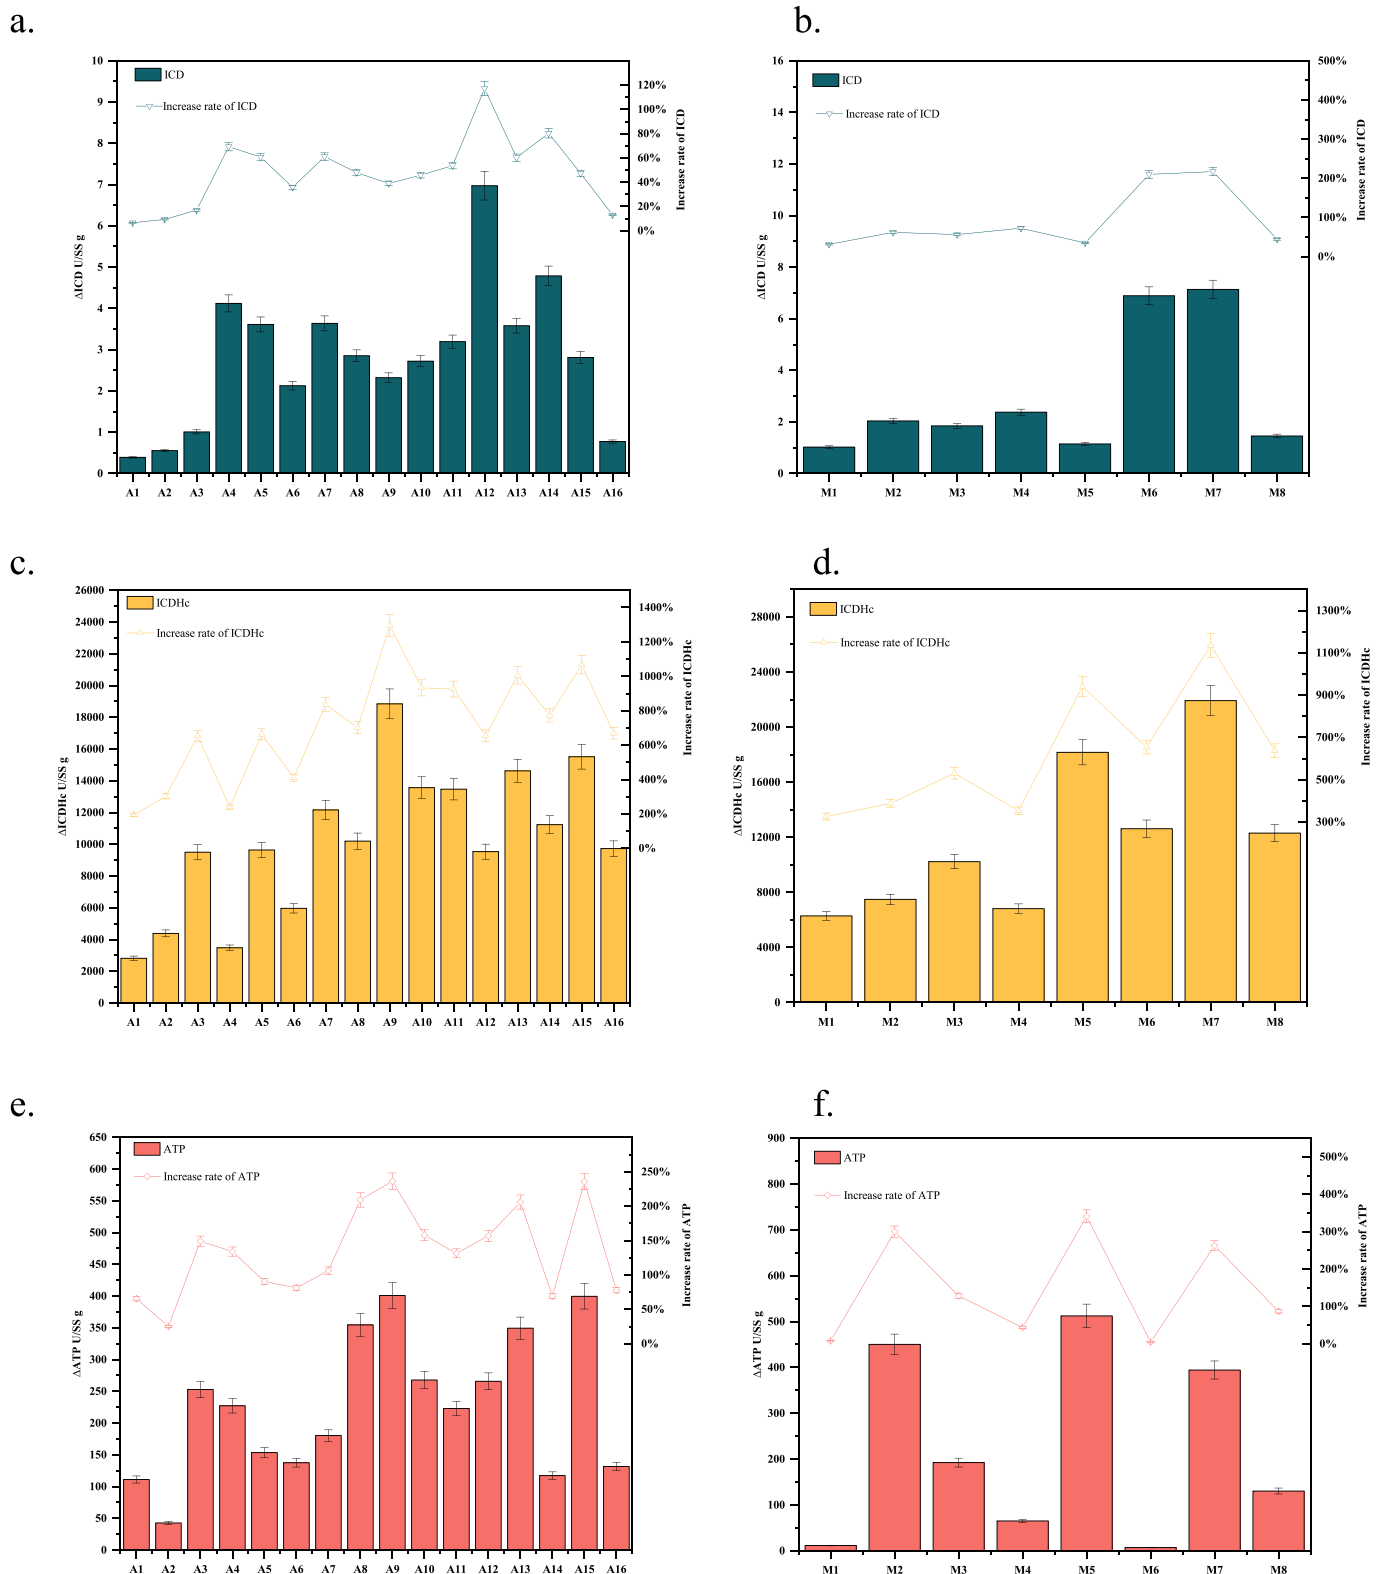 a.
ICD
Increase rate of ICD
10
9
8
7
6
5
4
3
2
1
0
ΔICD U/SS g
120%
100%
80%
60%
40%
20%
0%
Increase rate of ICD
A1 A2 A3 A4 A5 A6 A7 A8 A9 A10 A11 A12 A13 A14 A15 A16
b.
ICD
Increase rate of ICD
16
14
12
10
8
6
4
2
0
ΔICD U/SS g
500%
400%
300%
200%
100%
0%
Increase rate of ICD
M1 M2 M3 M4 M5 M6 M7 M8
c.
ICDHc
Increase rate of ICDHc
26000
24000
22000
20000
18000
16000
14000
12000
10000
8000
6000
4000
2000
0
ΔICDHc U/SS g
1400%
1200%
1000%
800%
600%
400%
200%
0%
Increase rate of ICDHc
A1 A2 A3 A4 A5 A6 A7 A8 A9 A10 A11 A12 A13 A14 A15 A16
d.
ICDHc
Increase rate of ICDHc
28000
24000
20000
16000
12000
8000
4000
0
ΔICDHc U/SS g
1300%
1100%
900%
700%
500%
300%
Increase rate of ICDHc
M1 M2 M3 M4 M5 M6 M7 M8
e.
ATP
Increase rate of ATP
650
600
550
500
450
400
350
300
250
200
150
100
50
0
ΔATP U/SS g
250%
200%
150%
100%
50%
0%
Increase rate of ATP
A1 A2 A3 A4 A5 A6 A7 A8 A9 A10 A11 A12 A13 A14 A15 A16
f.
ATP
Increase rate of ATP
900
800
700
600
500
400
300
200
100
0
ΔATP U/SS g
500%
400%
300%
200%
100%
0%
Increase rate of ATP
M1 M2 M3 M4 M5 M6 M7 M8